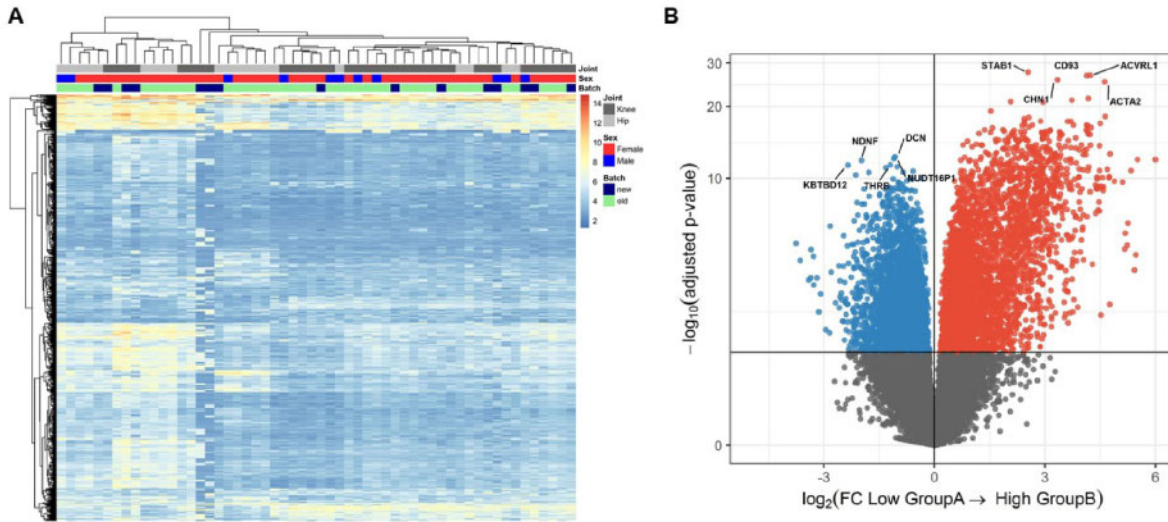 A
Joint
Sex
Batch
14
12
10
8
6
4
2
Joint
Knee
Hip
Sex
Female
Male
Batch
new
old
B
30
20
10
0
−log10(adjusted p-value)
STAB1
CD93
ACVRL1
CHN1
ACTA2
NDNF
DCN
KBTBD12
THRB
NUDT16P1
-3
0
3
6
log2(FC Low GroupA → High GroupB)